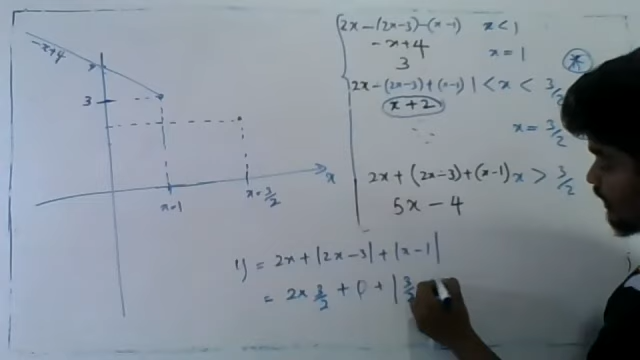 -x+4
3
x
x=1
x=3/2
2x-(2x-3)-(x-1) x<1
-x+4
3 x=1
2x-(2x-3)+(x-1) 1<x<3/2
x+2
x=3/2
2x+(2x-3)+(x-1) x>3/2
5x-4
= 2x+|2x-3|+|x-1|
= 2x 3/2 + 0 + |3/2